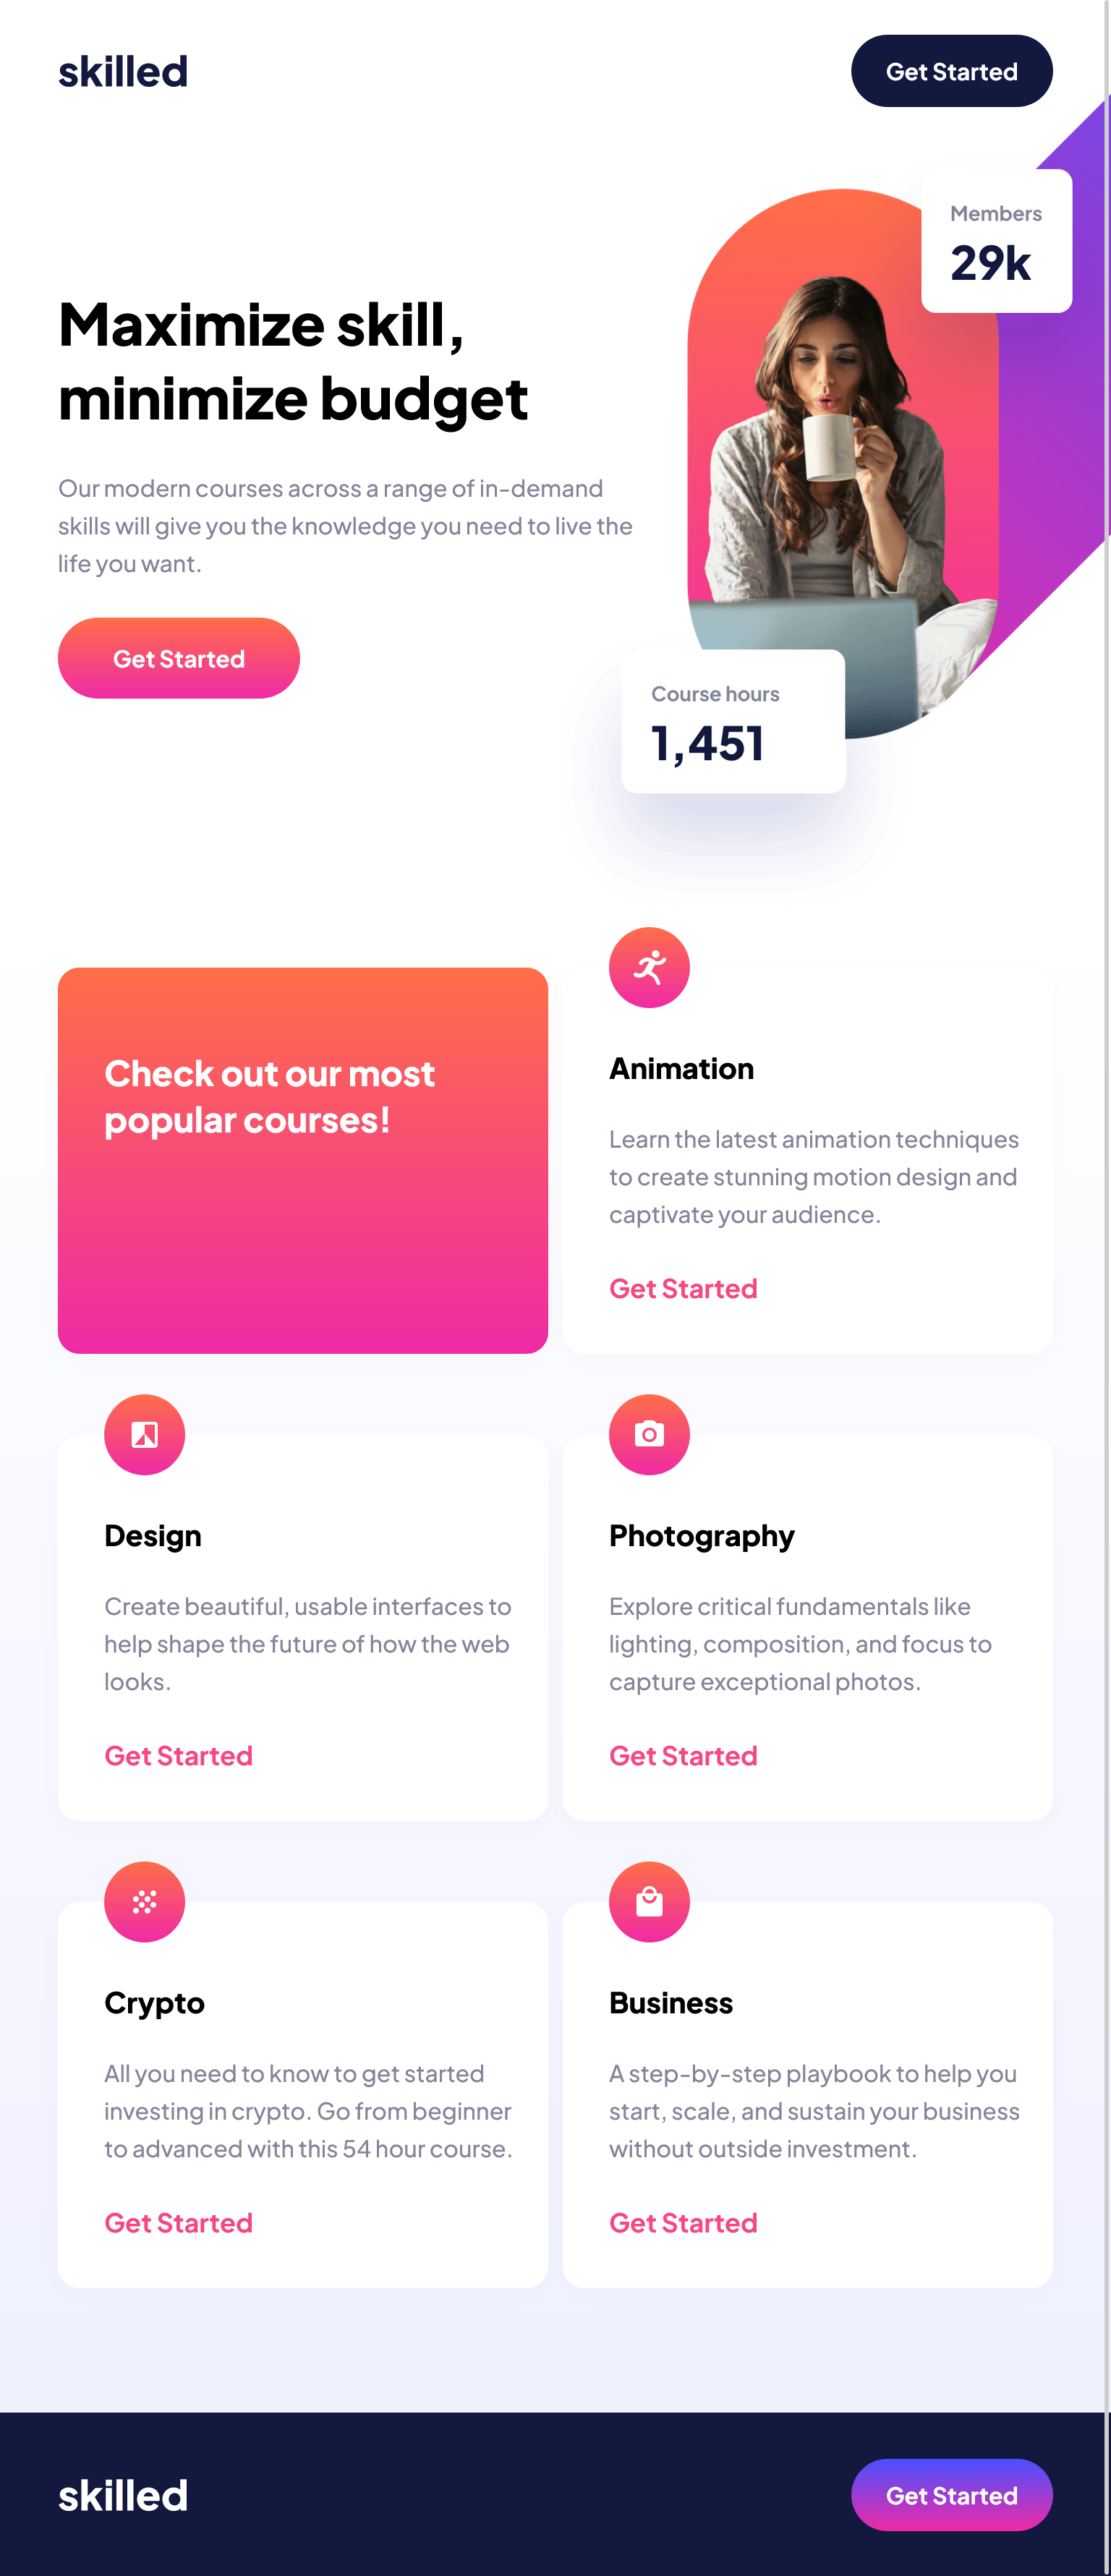 skilled
Get Started
Members
29k
Maximize skill,
minimize budget
Our modern courses across a range of in-demand
skills will give you the knowledge you need to live the
life you want.
Get Started
Course hours
1,451
Check out our most
popular courses!
Animation
Learn the latest animation techniques
to create stunning motion design and
captivate your audience.
Get Started
Design
Create beautiful, usable interfaces to
help shape the future of how the web
looks.
Get Started
Photography
Explore critical fundamentals like
lighting, composition, and focus to
capture exceptional photos.
Get Started
Crypto
All you need to know to get started
investing in crypto. Go from beginner
to advanced with this 54 hour course.
Get Started
Business
A step-by-step playbook to help you
start, scale, and sustain your business
without outside investment.
Get Started
skilled
Get Started